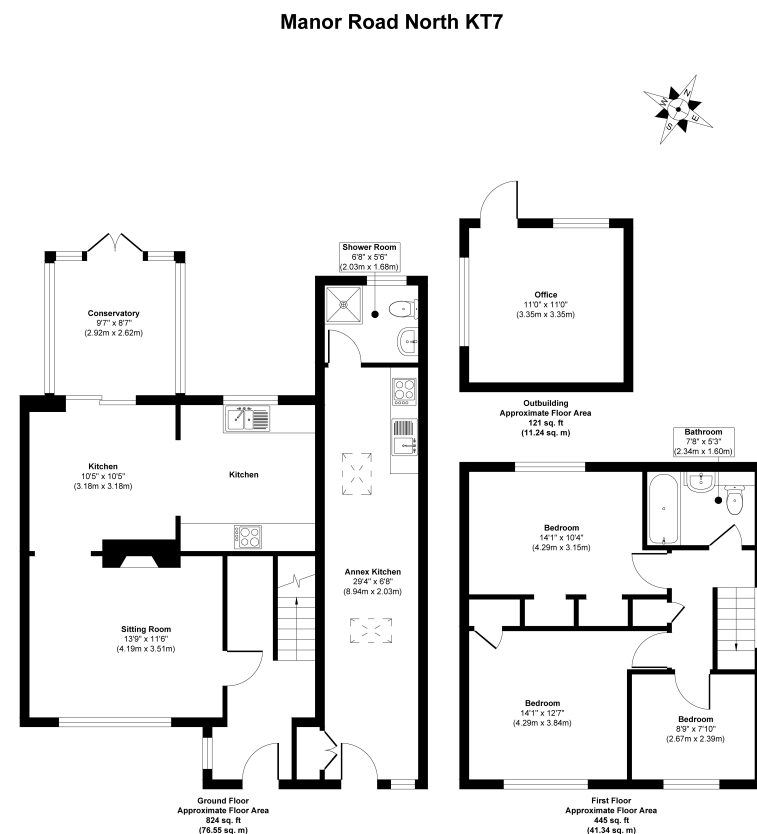 Manor Road North KT7
N
W
E
S
Shower Room
6'8" x 5'6"
(2.03m x 1.68m)
Conservatory
9'7" x 8'7"
(2.92m x 2.62m)
Office
11'0" x 11'0"
(3.35m x 3.35m)
Outbuilding
Approximate Floor Area
121 sq. ft
(11.24 sq. m)
Bathroom
7'8" x 5'3"
(2.34m x 1.60m)
Kitchen
10'5" x 10'5"
(3.18m x 3.18m)
Kitchen
Bedroom
14'1" x 10'4"
(4.29m x 3.15m)
Annex Kitchen
29'4" x 6'8"
(8.94m x 2.03m)
Sitting Room
13'9" x 11'6"
(4.19m x 3.51m)
Bedroom
14'1" x 12'7"
(4.29m x 3.84m)
Bedroom
8'9" x 7'10"
(2.67m x 2.39m)
Ground Floor
Approximate Floor Area
824 sq. ft
(76.55 sq. m)
First Floor
Approximate Floor Area
445 sq. ft
(41.34 sq. m)